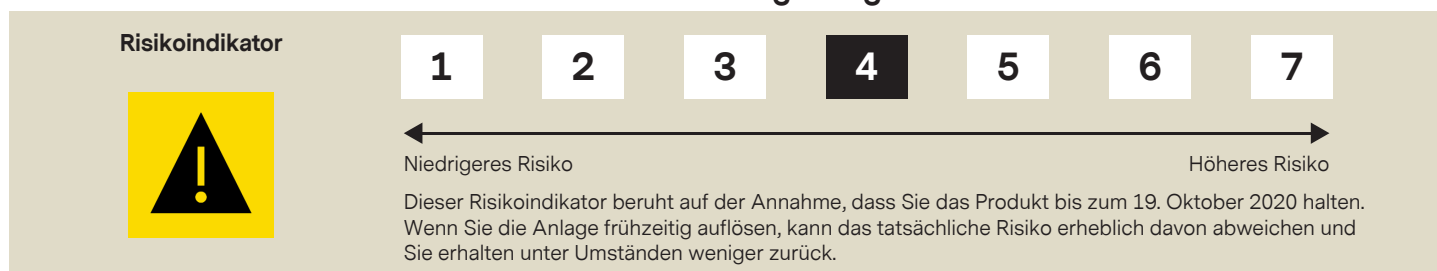 Risikoindikator
1 2 3 4 5 6 7
Niedrigeres Risiko Höheres Risiko
Dieser Risikoindikator beruht auf der Annahme, dass Sie das Produkt bis zum 19. Oktober 2020 halten.
Wenn Sie die Anlage frühzeitig auflösen, kann das tatsächliche Risiko erheblich davon abweichen und
Sie erhalten unter Umständen weniger zurück.